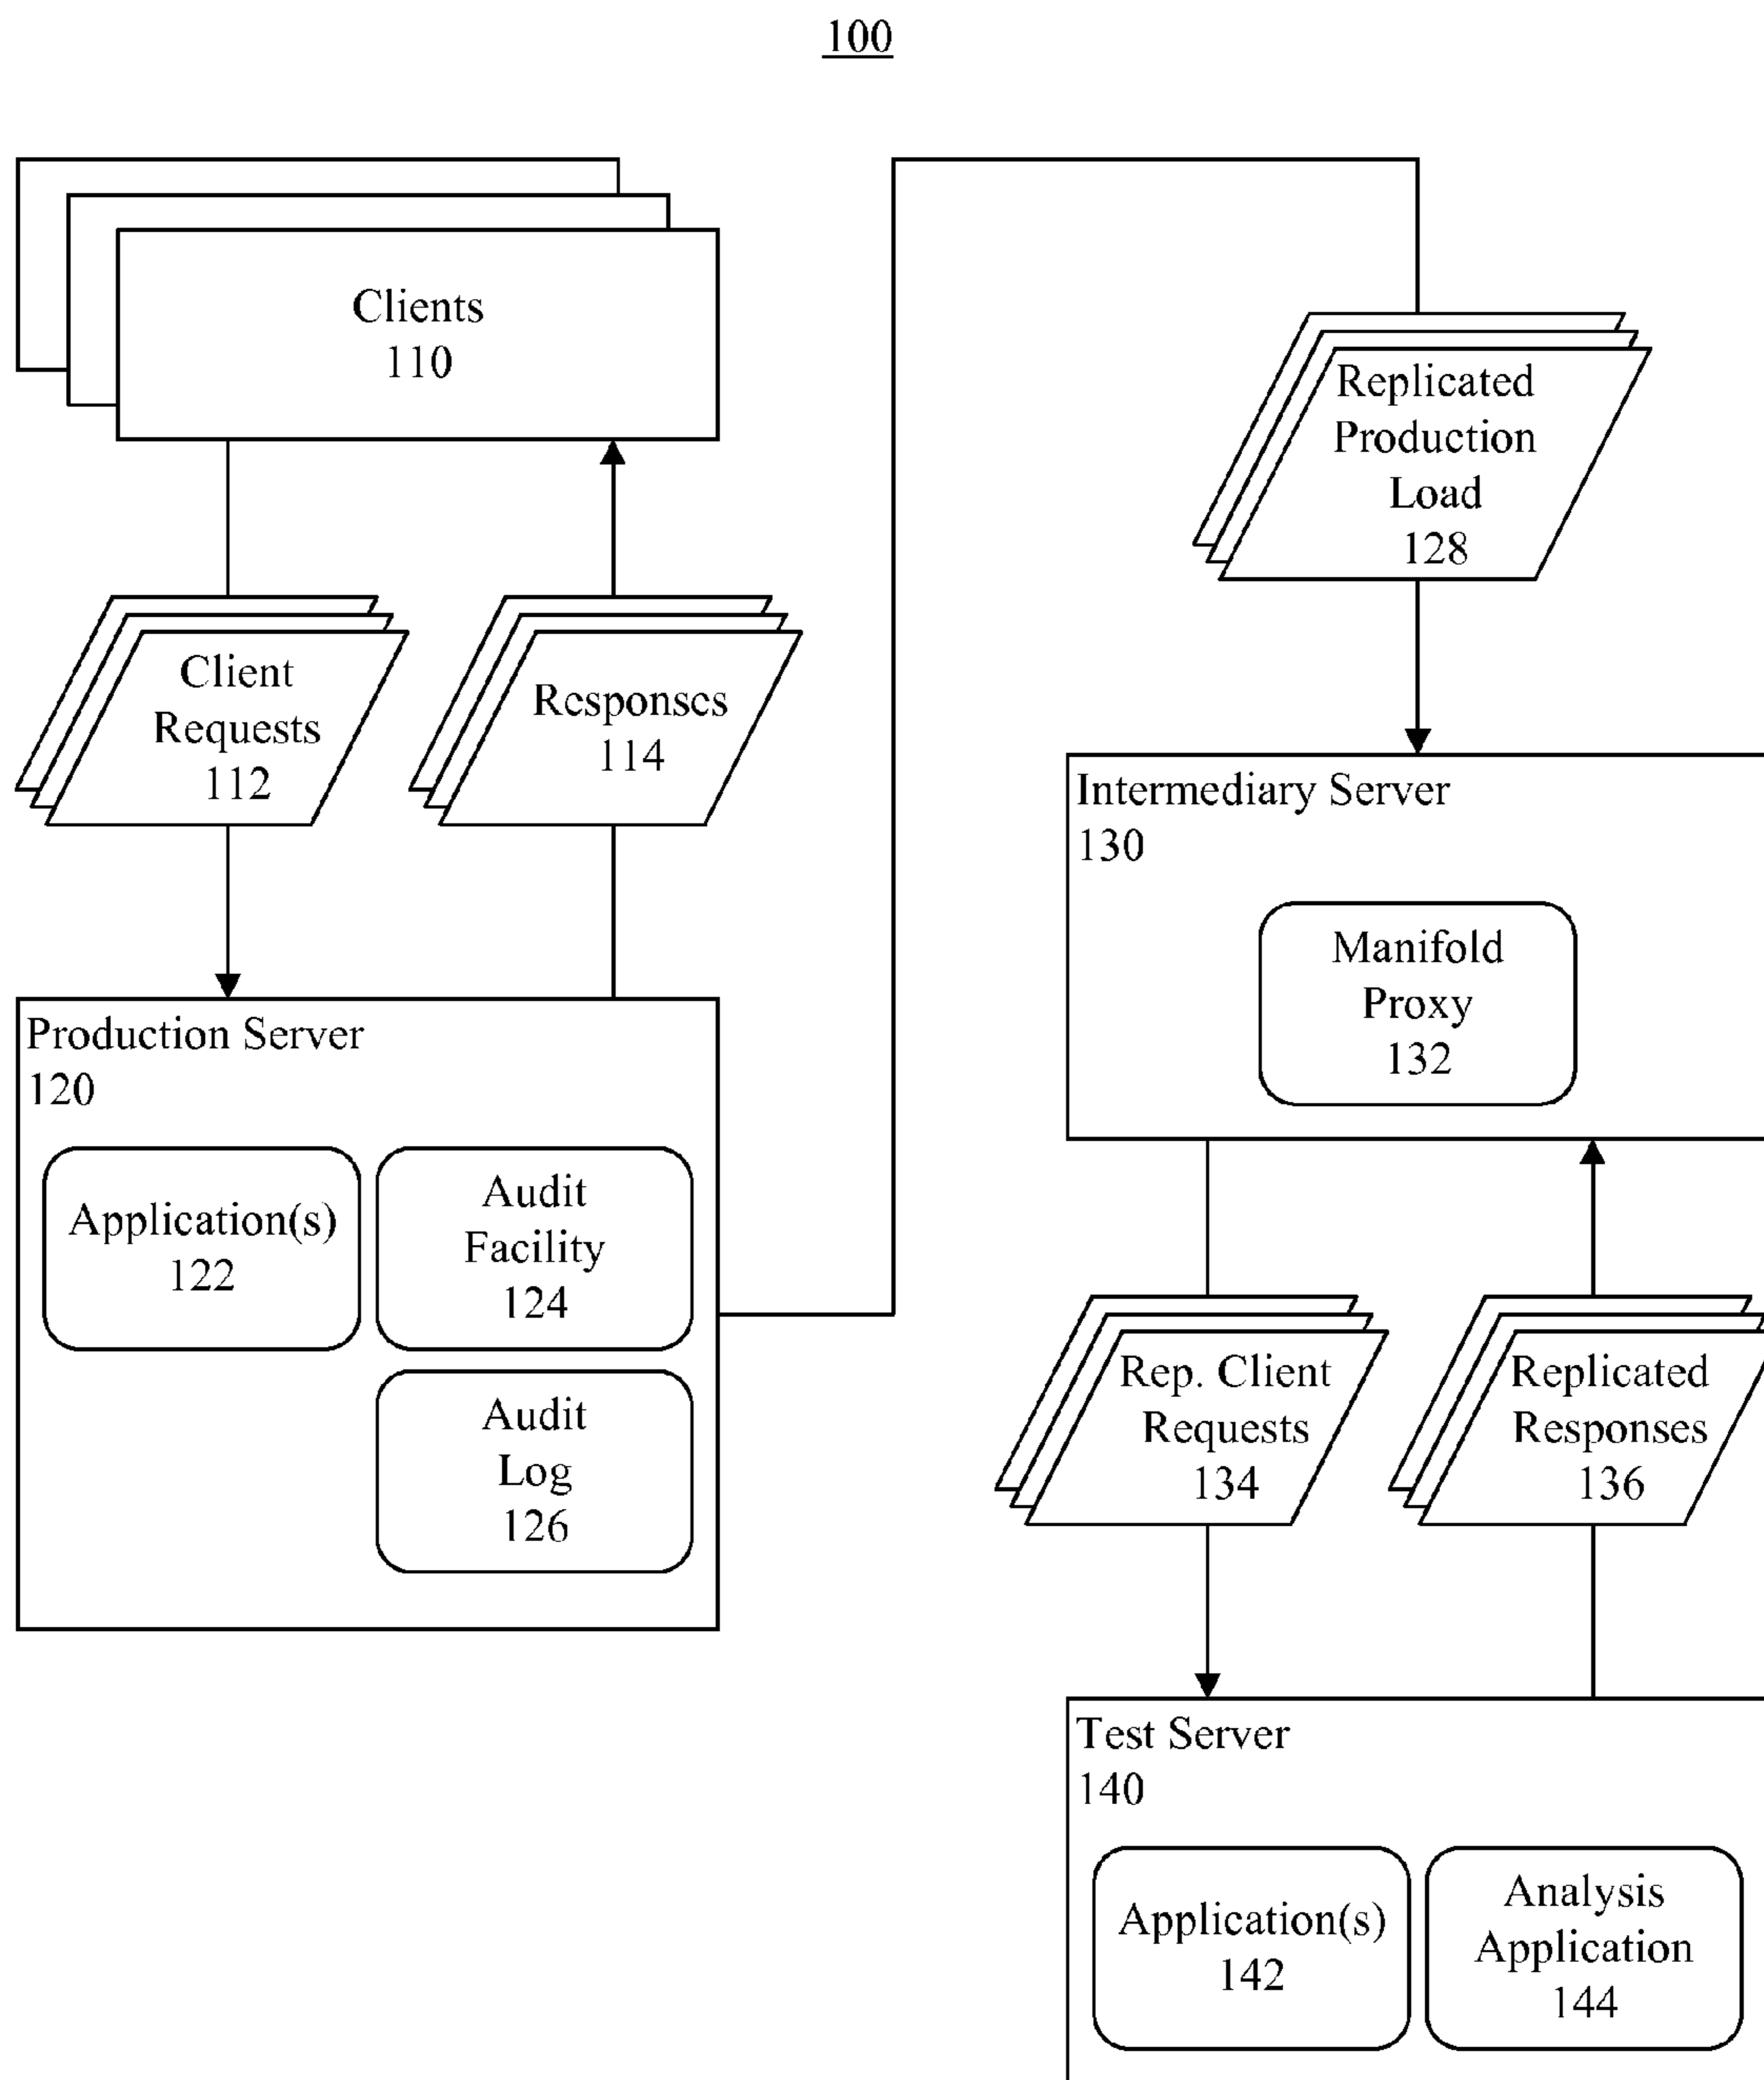 100
Clients
110
Client
Requests
112
Responses
114
Production Server
120
Application(s)
122
Audit
Facility
124
Audit
Log
126
Replicated
Production
Load
128
Intermediary Server
130
Manifold
Proxy
132
Rep. Client
Requests
134
Replicated
Responses
136
Test Server
140
Application(s)
142
Analysis
Application
144